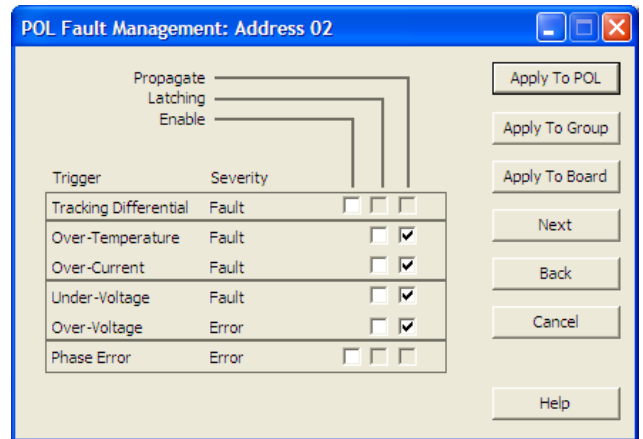 POL Fault Management: Address 02
Propagate
Latching
Enable
Trigger Severity
Tracking Differential Fault
Over-Temperature Fault
Over-Current Fault
Under-Voltage Fault
Over-Voltage Error
Phase Error Error
Apply To POL
Apply To Group
Apply To Board
Next
Back
Cancel
Help